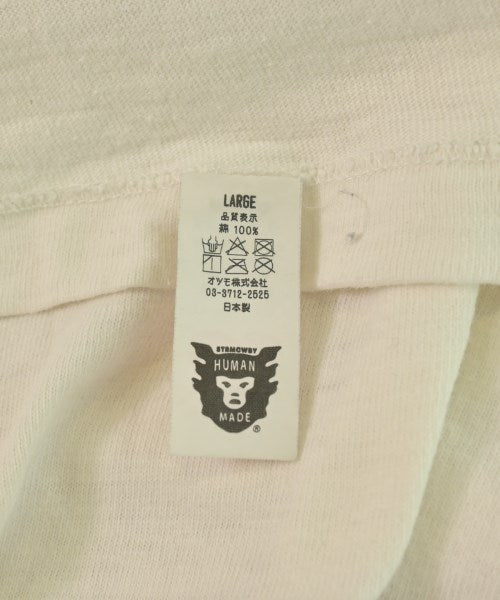 LARGE
品質表示
綿 100%
オツモ株式会社
03-3712-2525
日本製
STRMCWBY
HUMAN
MADE
®